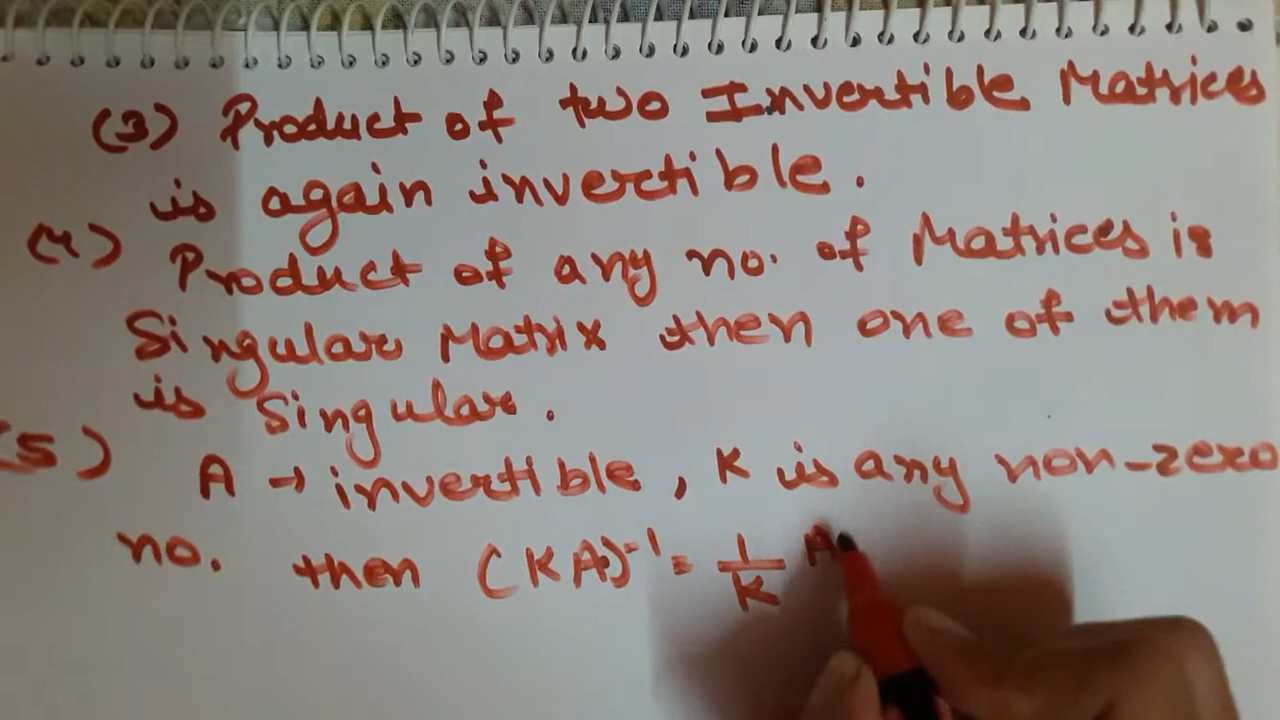 (3) Product of two Invertible Matrices
is again invertible.
(4) Product of any no. of Matrices is
Singular Matrix then one of them
is Singular.
(5) A → invertible, K is any non-zero
no. then (KA)⁻¹ = 1/K A